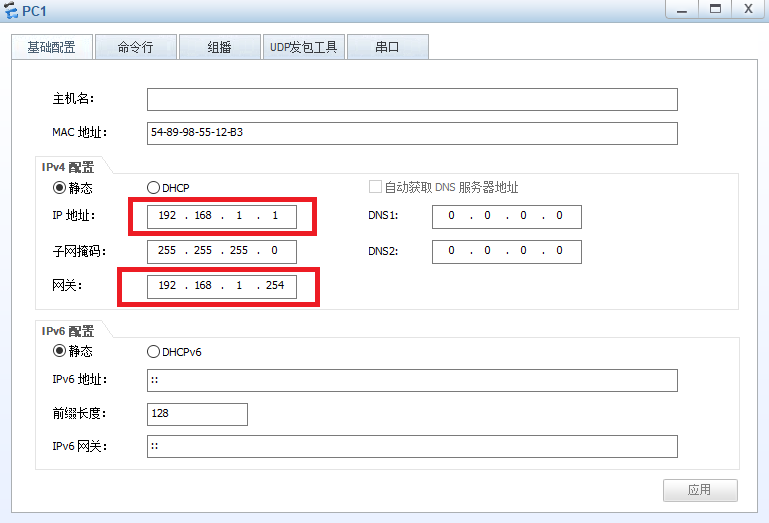 PC1
基础配置 命令行 组播 UDP发包工具 串口
主机名：
MAC 地址： 54-89-98-55-12-B3
IPv4 配置
静态 DHCP 自动获取 DNS 服务器地址
IP 地址： 192 . 168 . 1 . 1 DNS1: 0 . 0 . 0 . 0
子网掩码： 255 . 255 . 255 . 0 DNS2: 0 . 0 . 0 . 0
网关： 192 . 168 . 1 . 254
IPv6 配置
静态 DHCPv6
IPv6 地址： ::
前缀长度： 128
IPv6 网关： ::
应用